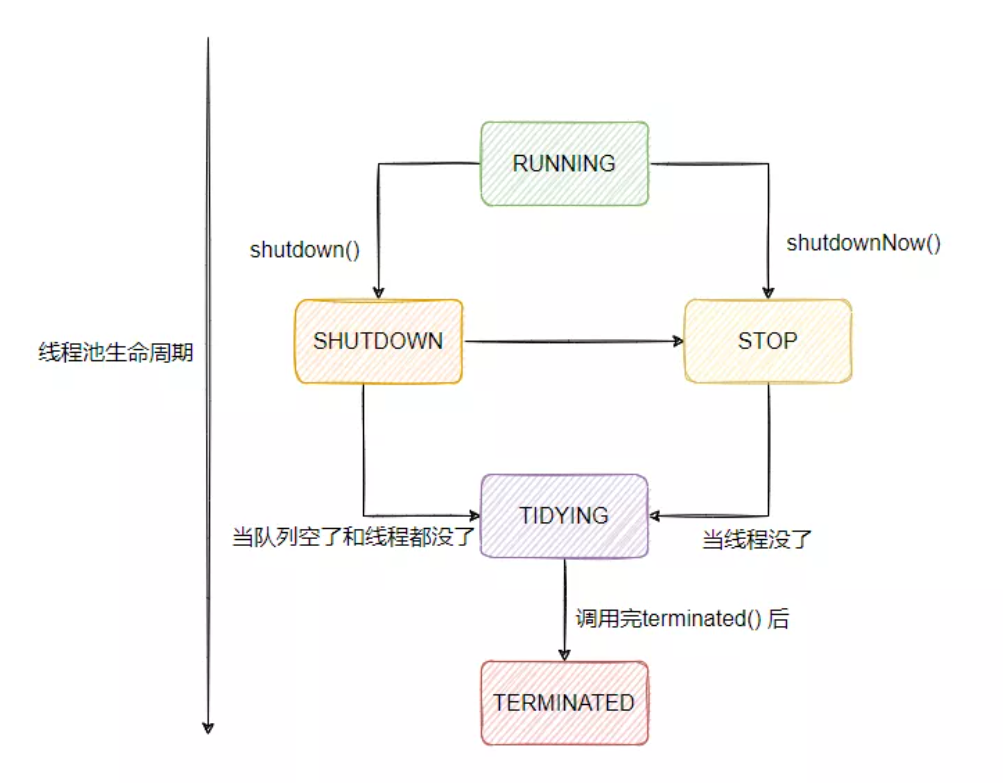 RUNNING
shutdown()
shutdownNow()
线程池生命周期
SHUTDOWN
STOP
TIDYING
当队列空了和线程都没了
当线程没了
调用完terminated() 后
TERMINATED